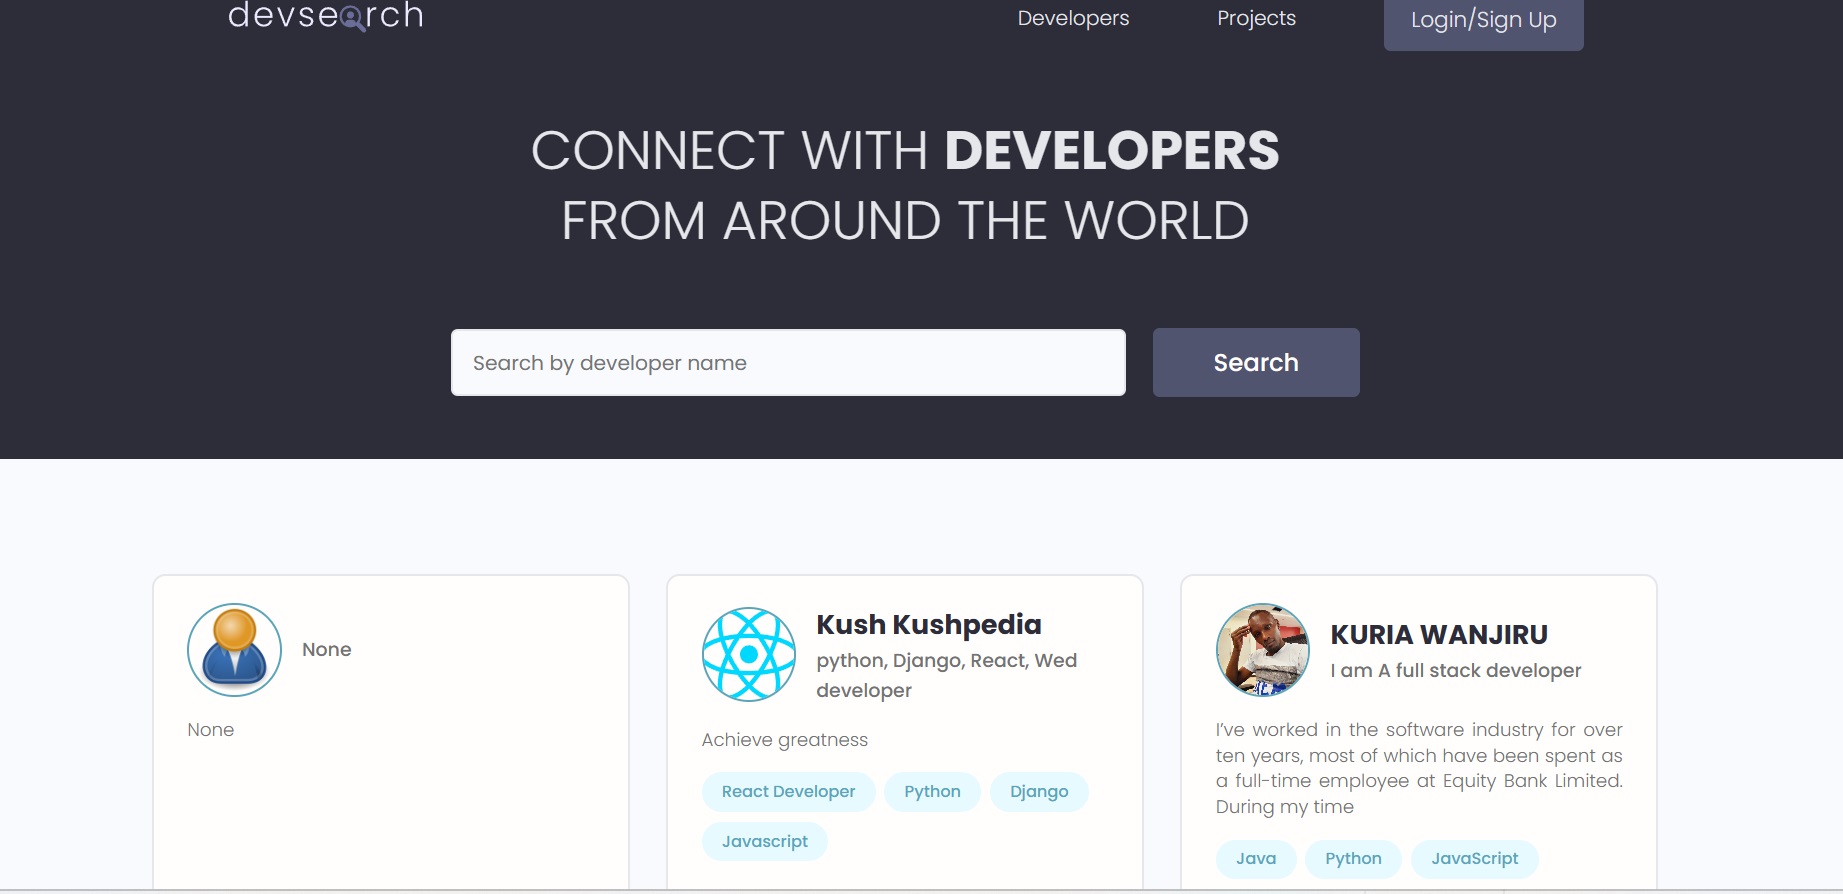 devsearch
Developers
Projects
Login/Sign Up
CONNECT WITH DEVELOPERS
FROM AROUND THE WORLD
Search by developer name
Search
None
None
Kush Kushpedia
python, Django, React, Wed
developer
Achieve greatness
React Developer
Python
Django
Javascript
KURIA WANJIRU
I am A full stack developer
I've worked in the software industry for over
ten years, most of which have been spent as
a full-time employee at Equity Bank Limited.
During my time
Java
Python
JavaScript